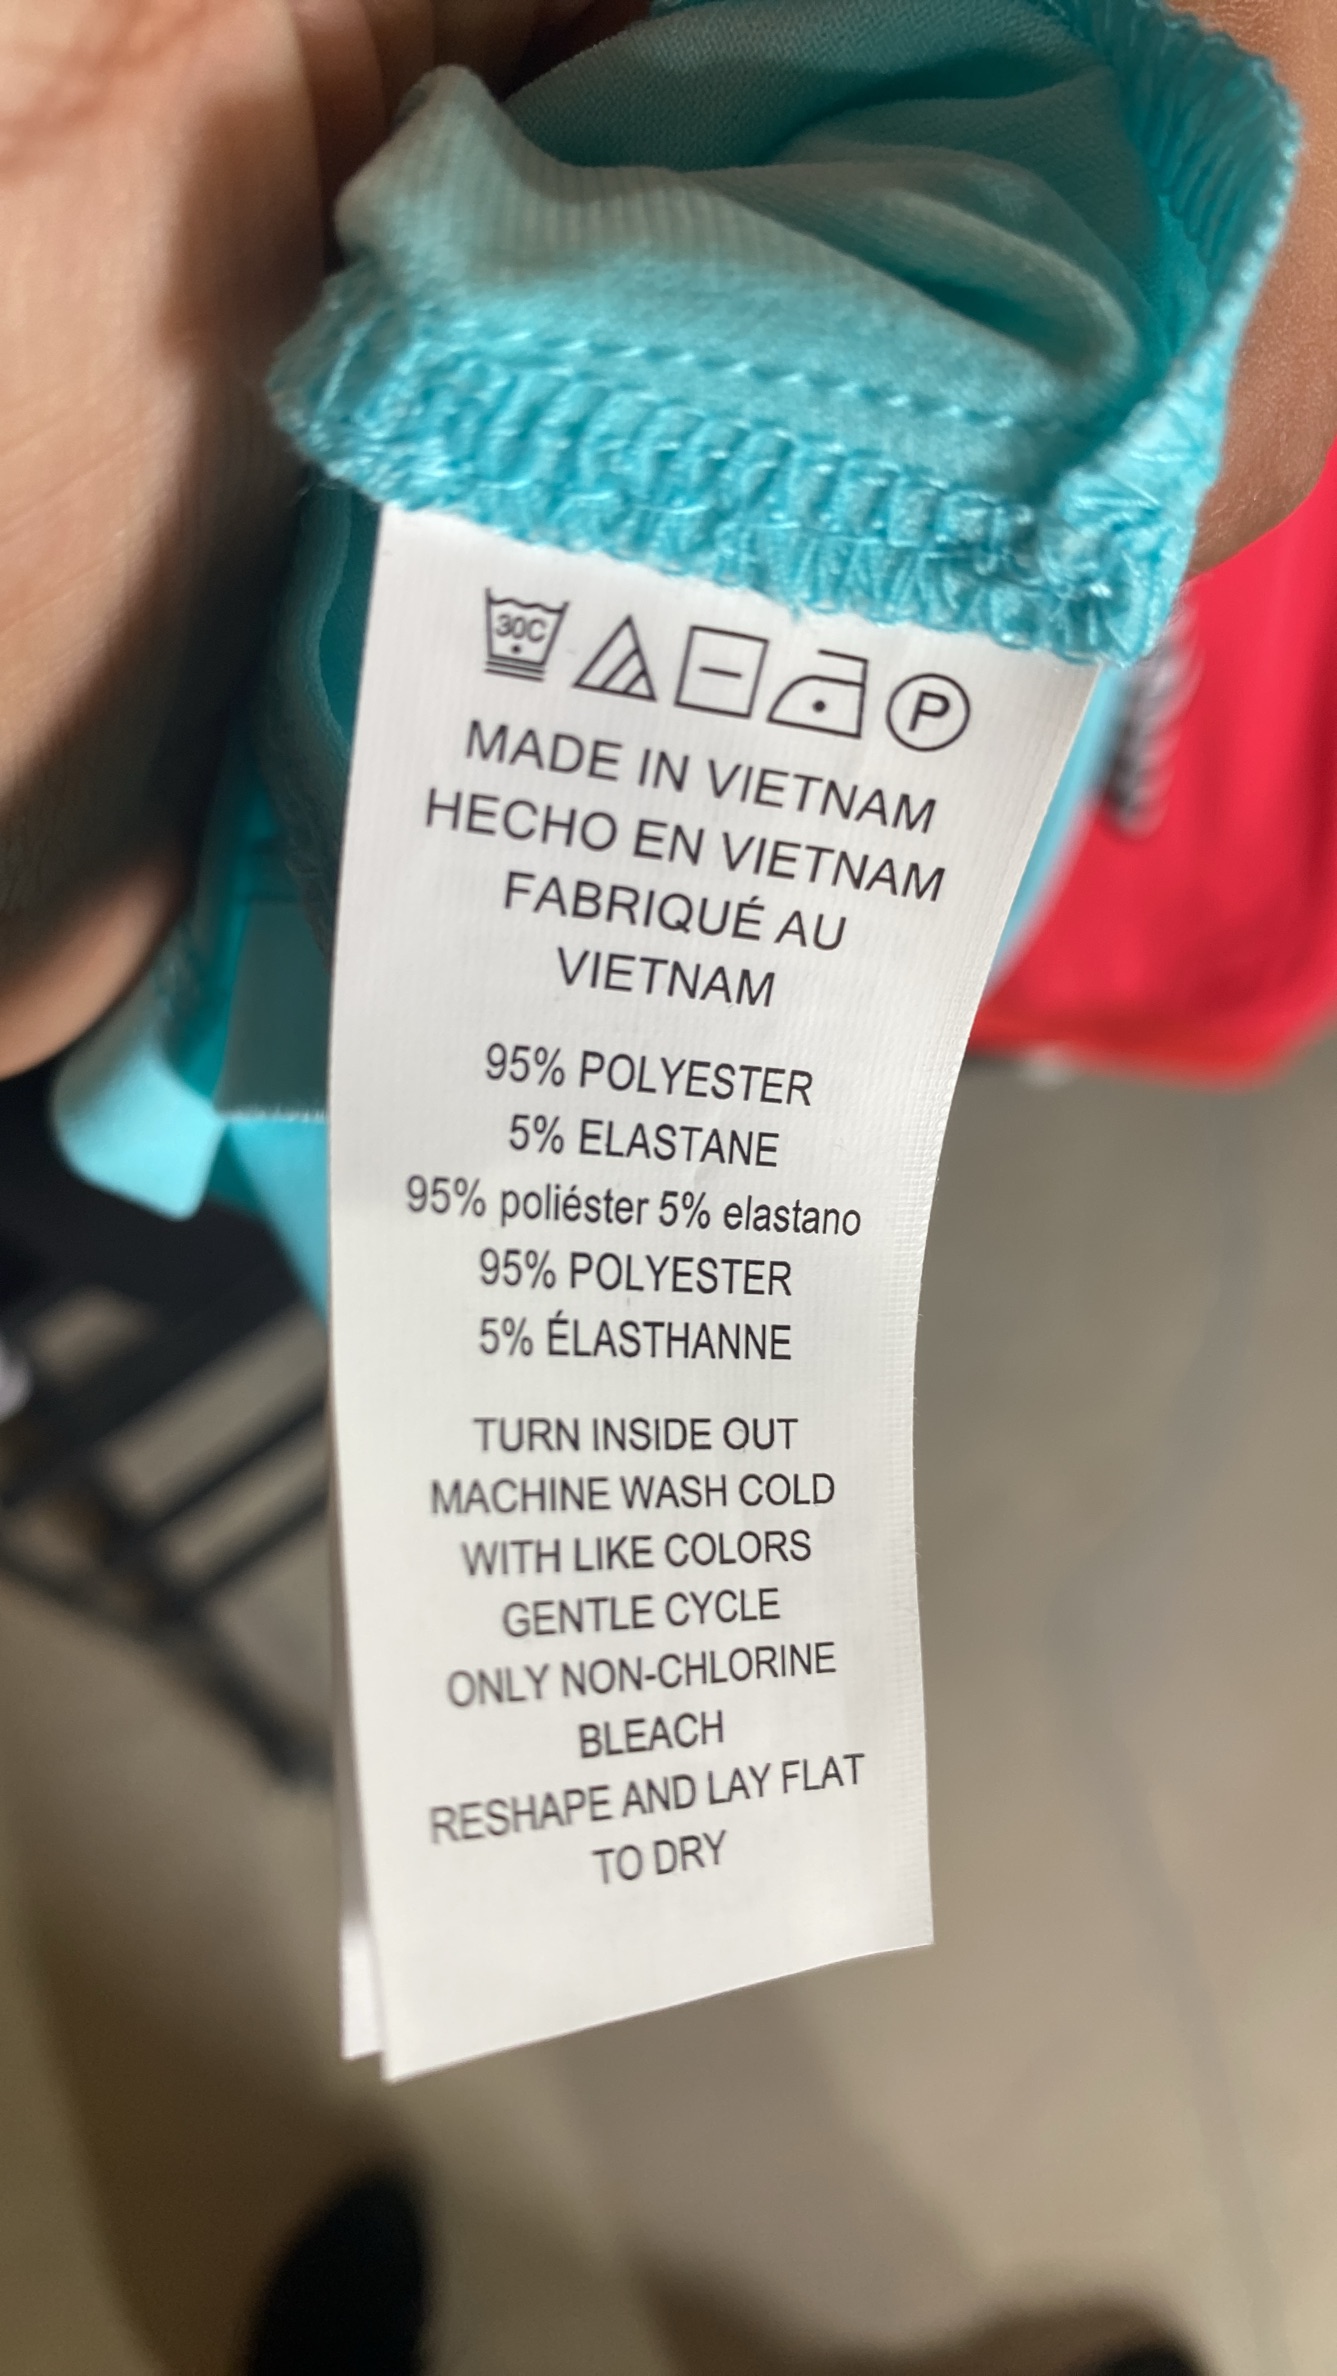 30C P
MADE IN VIETNAM
HECHO EN VIETNAM
FABRIQUÉ AU
VIETNAM
95% POLYESTER
5% ELASTANE
95% poliéster 5% elastano
95% POLYESTER
5% ÉLASTHANNE
TURN INSIDE OUT
MACHINE WASH COLD
WITH LIKE COLORS
GENTLE CYCLE
ONLY NON-CHLORINE
BLEACH
RESHAPE AND LAY FLAT
TO DRY